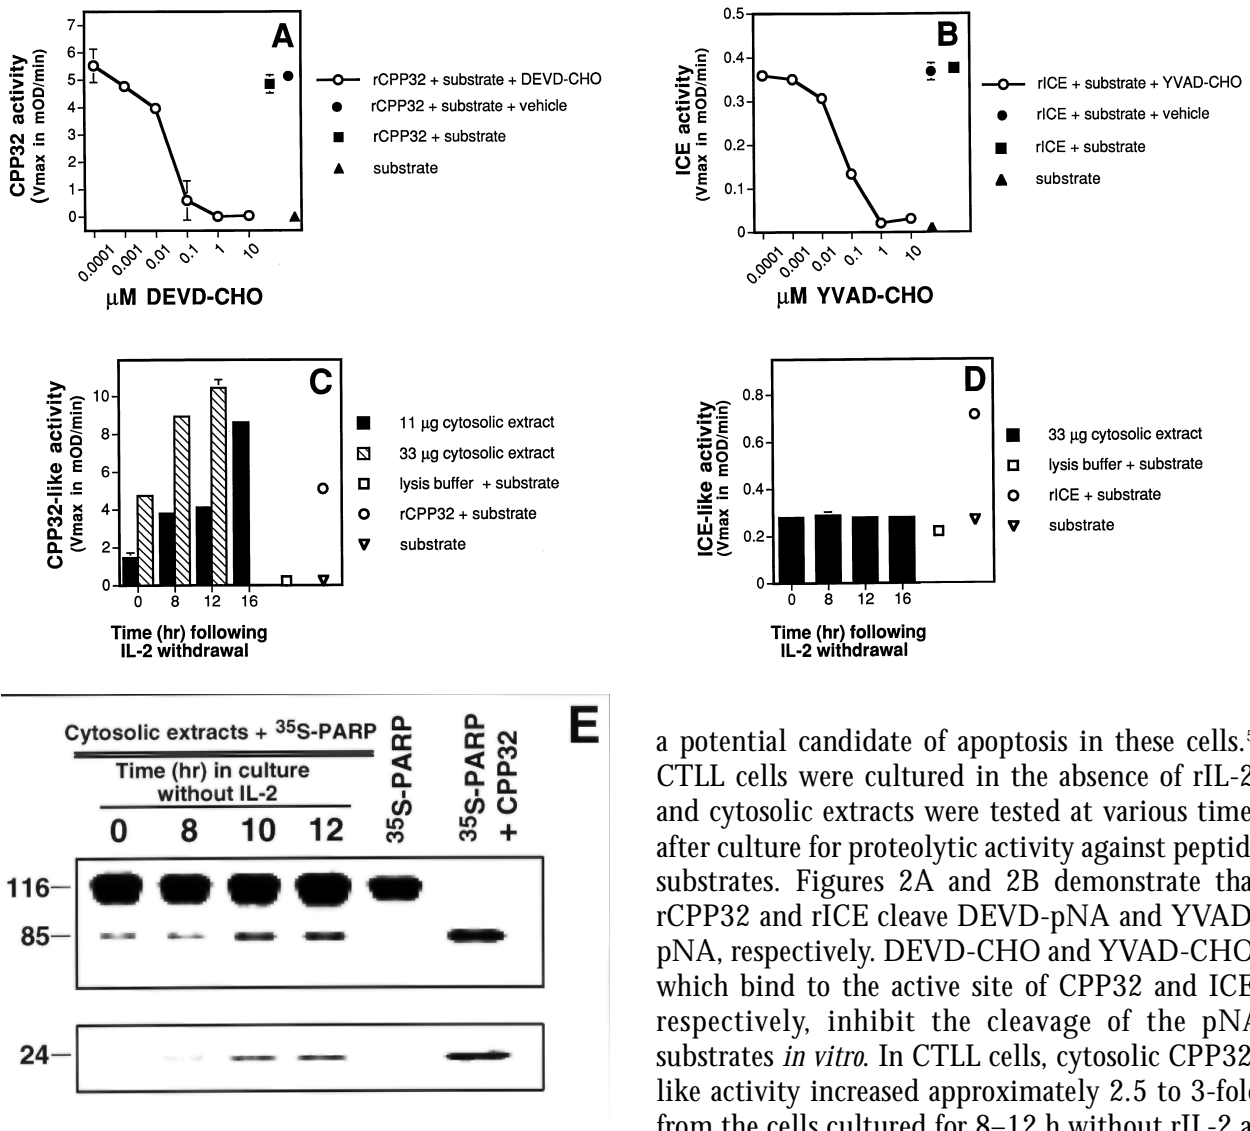 A
CPP32 activity
(Vmax in mOD/min)
7
6
5
4
3
2
1
0
0.0001
0.001
0.01
0.1
1
10
µM DEVD-CHO
rCPP32 + substrate + DEVD-CHO
rCPP32 + substrate + vehicle
rCPP32 + substrate
substrate
B
ICE activity
(Vmax in mOD/min)
0.5
0.4
0.3
0.2
0.1
0
0.0001
0.001
0.01
0.1
1
10
µM YVAD-CHO
rICE + substrate + YVAD-CHO
rICE + substrate + vehicle
rICE + substrate
substrate
C
CPP32-like activity
(Vmax in mOD/min)
10
8
6
4
2
0
0
8
12
16
Time (hr) following
IL-2 withdrawal
11 µg cytosolic extract
33 µg cytosolic extract
lysis buffer + substrate
rCPP32 + substrate
substrate
D
ICE-like activity
(Vmax in mOD/min)
0.8
0.6
0.4
0.2
0
0
8
12
16
Time (hr) following
IL-2 withdrawal
33 µg cytosolic extract
lysis buffer + substrate
rICE + substrate
substrate
E
Cytosolic extracts + 35S-PARP
Time (hr) in culture
without IL-2
0 8 10 12
35S-PARP
35S-PARP
+ CPP32
116
85
24
a potential candidate of apoptosis in these cells.5
CTLL cells were cultured in the absence of rIL-2
and cytosolic extracts were tested at various time
after culture for proteolytic activity against peptid
substrates. Figures 2A and 2B demonstrate tha
rCPP32 and rICE cleave DEVD-pNA and YVAD
pNA, respectively. DEVD-CHO and YVAD-CHO
which bind to the active site of CPP32 and ICE
respectively, inhibit the cleavage of the pNA
substrates in vitro. In CTLL cells, cytosolic CPP32
like activity increased approximately 2.5 to 3-fol
from the cells cultured for 8–12 h without rIL-2 a